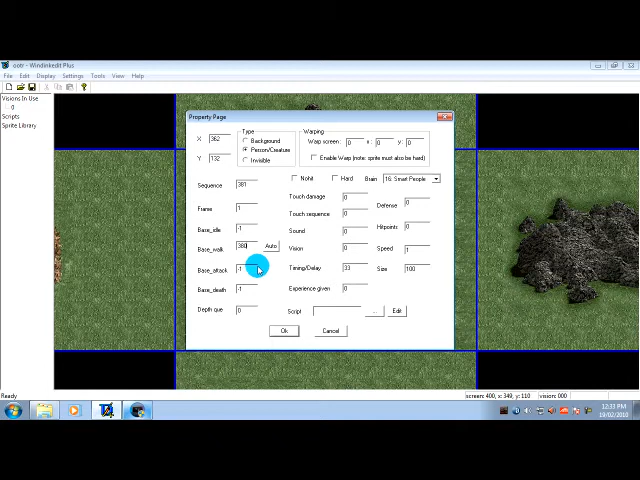 ootr - Windinkedit Plus
File Edit Display Settings Tools View Help
Visions In Use
0
Scripts
Sprite Library
Property Page
X 362
Y 132
Type
Background
Person/Creature
Invisible
Warping
Warp screen: 0 x: 0 y: 0
Enable Warp (note: sprite must also be hard)
Sequence 381
Nohit Hard Brain 16: Smart People
Frame 1
Touch damage 0
Defense 0
Touch sequence 0
Base_idle -1
Sound 0
Hitpoints 0
Base_walk 380 Auto
Vision 0
Speed 1
Base_attack -1
Timing/Delay 33
Size 100
Base_death -1
Experience given 0
Depth que 0
Script ... Edit
Ok Cancel
screen: 400, x: 349, y: 110 vision: 000
12:33 PM
19/02/2010